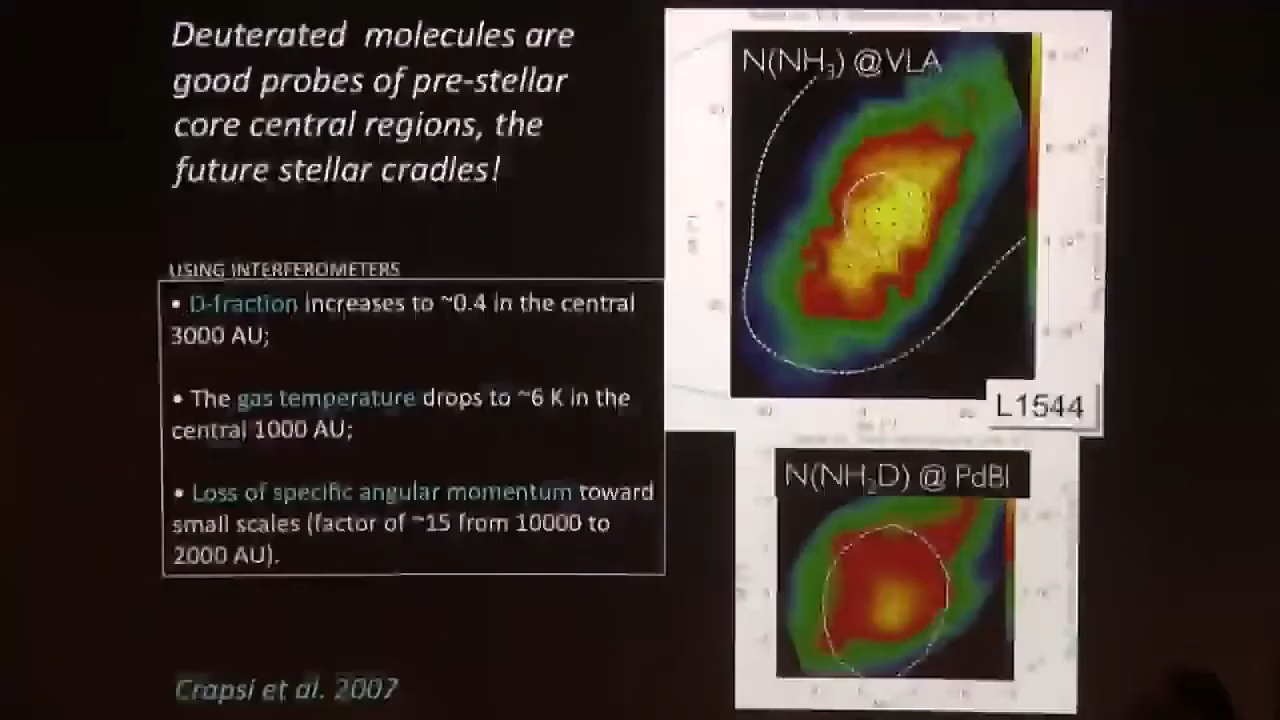 Deuterated molecules are
good probes of pre-stellar
core central regions, the
future stellar cradles!
USING INTERFEROMETERS
• D-fraction increases to ~0.4 in the central
3000 AU;
• The gas temperature drops to ~6 K in the
central 1000 AU;
• Loss of specific angular momentum toward
small scales (factor of ~15 from 10000 to
2000 AU).
Crapsi et al. 2007
N(NH₃) @VLA
L1544
N(NH₂D) @ PdBI